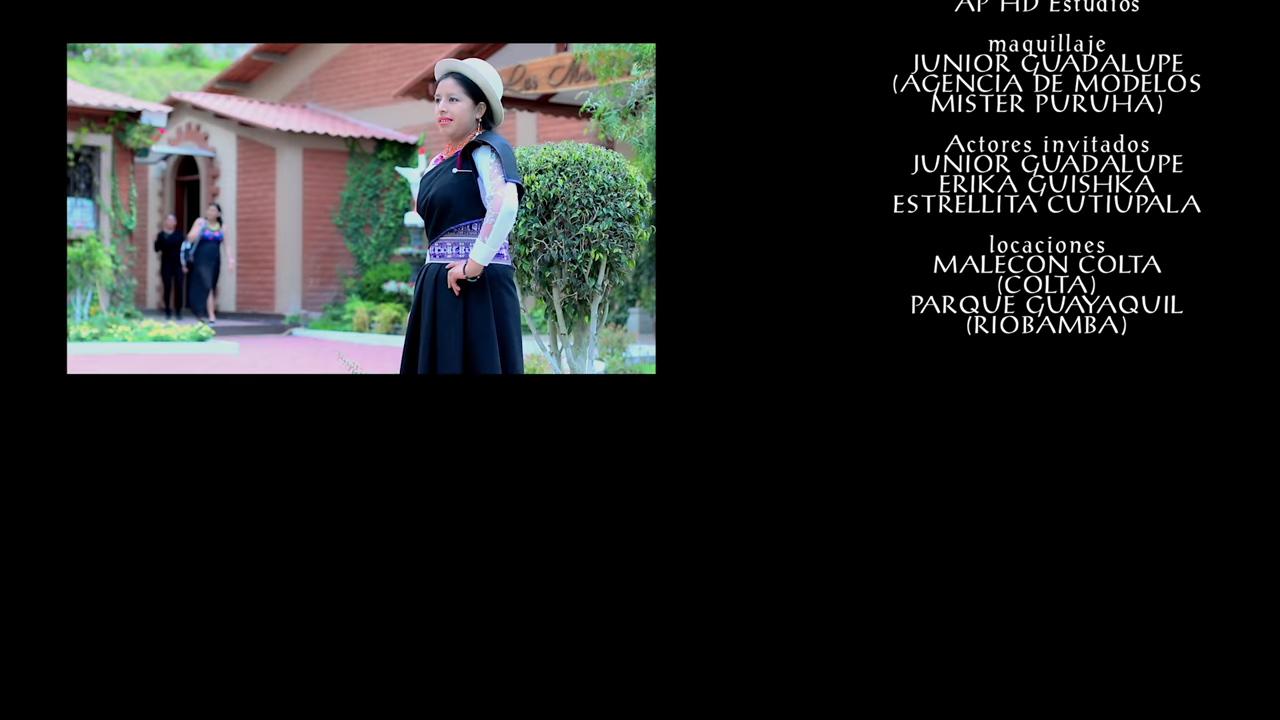 AP HD Estudios
maquillaje
JUNIOR GUADALUPE
(AGENCIA DE MODELOS
MISTER PURUHA)
Actores invitados
JUNIOR GUADALUPE
ERIKA GUISHKA
ESTRELLITA CUTIUPALA
locaciones
MALECON COLTA
(COLTA)
PARQUE GUAYAQUIL
(RIOBAMBA)